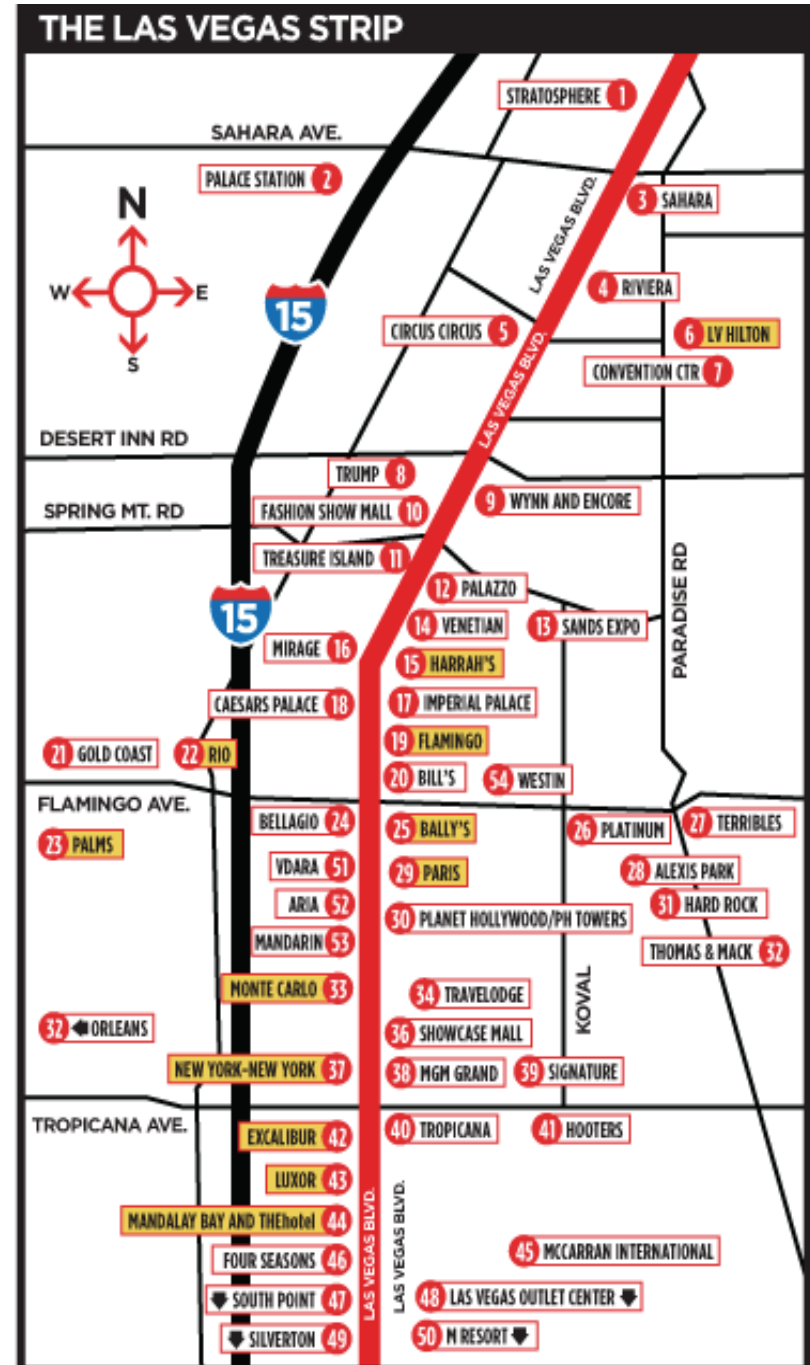 THE LAS VEGAS STRIP
STRATOSPHERE 1
SAHARA AVE.
PALACE STATION 2
N
W E
S
LAS VEGAS BLVD.
3 SAHARA
15
4 RIVIERA
CIRCUS CIRCUS 5
6 LV HILTON
LAS VEGAS BLVD.
CONVENTION CTR 7
DESERT INN RD
TRUMP 8
9 WYNN AND ENCORE
SPRING MT. RD
FASHION SHOW MALL 10
TREASURE ISLAND 11
12 PALAZZO
15
14 VENETIAN
13 SANDS EXPO
PARADISE RD
MIRAGE 16
15 HARRAH'S
CAESARS PALACE 18
17 IMPERIAL PALACE
19 FLAMINGO
21 GOLD COAST
22 RIO
20 BILL'S
54 WESTIN
FLAMINGO AVE.
BELLAGIO 24
25 BALLY'S
26 PLATINUM
27 TERRIBLES
23 PALMS
VDARA 51
29 PARIS
28 ALEXIS PARK
ARIA 52
31 HARD ROCK
30 PLANET HOLLYWOOD/PH TOWERS
MANDARIN 53
THOMAS & MACK 32
MONTE CARLO 33
34 TRAVELODGE
KOVAL
32 ORLEANS
36 SHOWCASE MALL
NEW YORK-NEW YORK 37
38 MGM GRAND
39 SIGNATURE
TROPICANA AVE.
EXCALIBUR 42
40 TROPICANA
41 HOOTERS
LUXOR 43
MANDALAY BAY AND THEhotel 44
LAS VEGAS BLVD.
LAS VEGAS BLVD.
FOUR SEASONS 46
45 MCCARRAN INTERNATIONAL
SOUTH POINT 47
48 LAS VEGAS OUTLET CENTER
SILVERTON 49
50 M RESORT